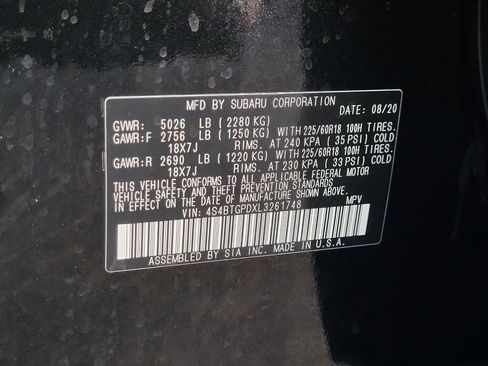 MFD BY SUBARU CORPORATION DATE: 08/20
GVWR: 5026 LB ( 2280 KG)
GAWR:F 2756 LB ( 1250 KG) WITH 225/60R18 100H TIRES.
18X7J RIMS. AT 240 KPA ( 35 PSI) COLD
GAWR:R 2690 LB ( 1220 KG) WITH 225/60R18 100H TIRES.
18X7J RIMS. AT 230 KPA ( 33 PSI) COLD
THIS VEHICLE CONFORMS TO ALL APPLICABLE FEDERAL MOTOR
VEHICLE SAFETY AND THEFT PREVENTION STANDARDS IN EFFECT
ON THE DATE OF MANUFACTURE SHOWN ABOVE.
VIN: 4S4BTGPDXL3261748 MPV
ASSEMBLED BY SIA INC. MADE IN U.S.A.